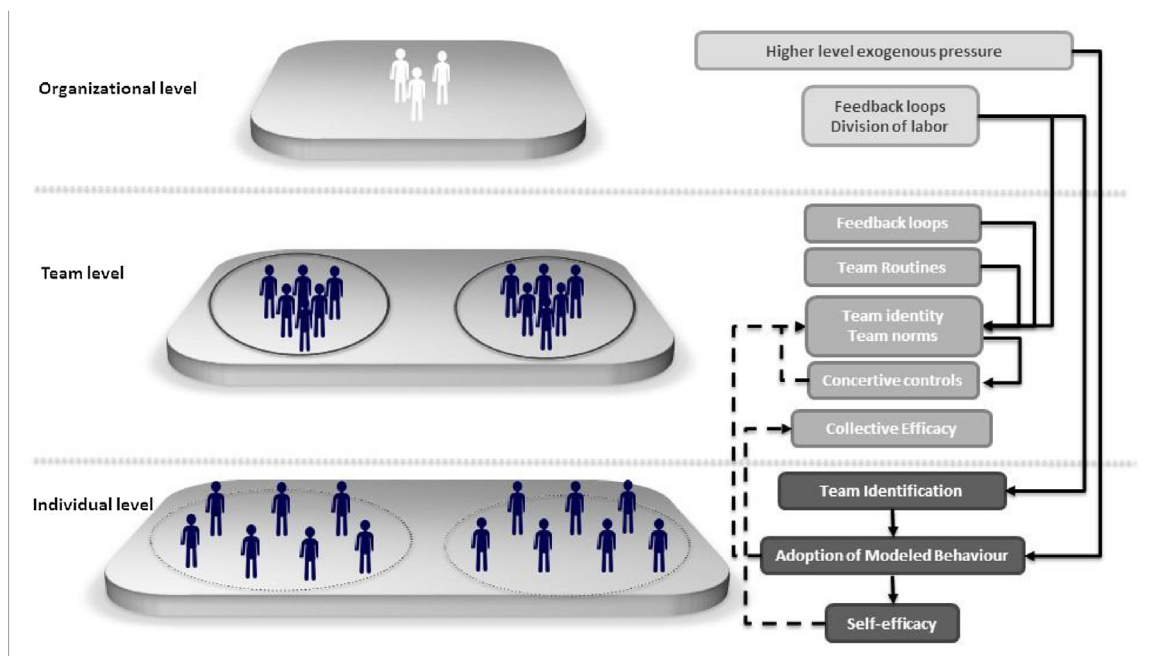 Organizational level
Higher level exogenous pressure
Feedback loops
Division of labor
Team level
Feedback loops
Team Routines
Team identity
Team norms
Concertive controls
Collective Efficacy
Individual level
Team Identification
Adoption of Modeled Behaviour
Self-efficacy